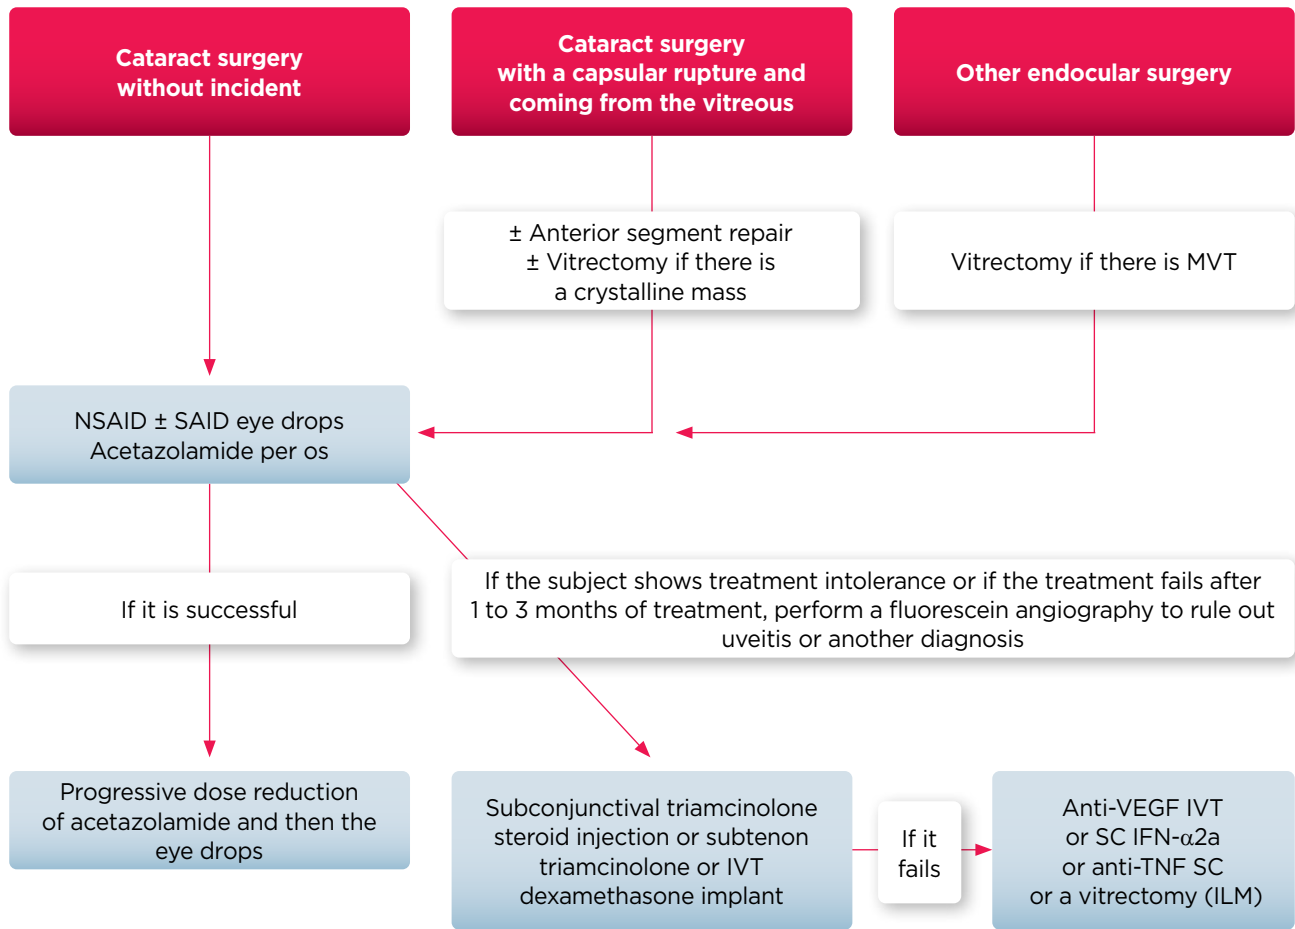 Cataract surgery
without incident
Cataract surgery
with a capsular rupture and
coming from the vitreous
Other endocular surgery
± Anterior segment repair
± Vitrectomy if there is
a crystalline mass
Vitrectomy if there is MVT
NSAID ± SAID eye drops
Acetazolamide per os
If it is successful
If the subject shows treatment intolerance or if the treatment fails after
1 to 3 months of treatment, perform a fluorescein angiography to rule out
uveitis or another diagnosis
Progressive dose reduction
of acetazolamide and then the
eye drops
Subconjunctival triamcinolone
steroid injection or subtenon
triamcinolone or IVT
dexamethasone implant
If it
fails
Anti-VEGF IVT
or SC IFN-α2a
or anti-TNF SC
or a vitrectomy (ILM)